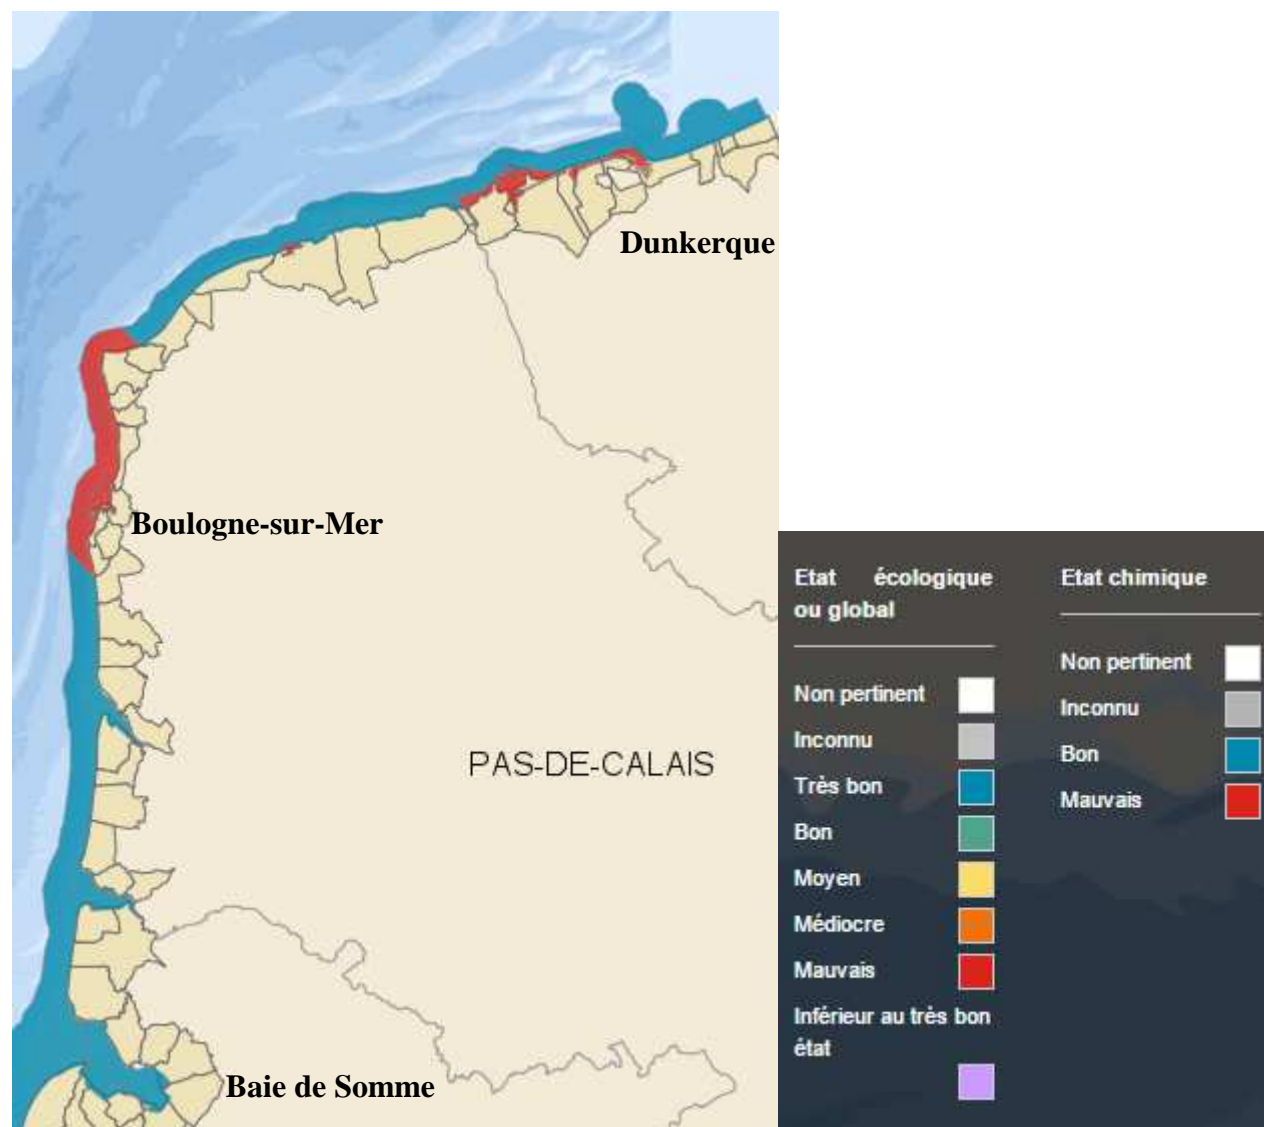 Dunkerque
Boulogne-sur-Mer
PAS-DE-CALAIS
Baie de Somme
Etat écologique
ou global
Non pertinent
Inconnu
Très bon
Bon
Moyen
Médiocre
Mauvais
Inférieur au très bon
état
Etat chimique
Non pertinent
Inconnu
Bon
Mauvais